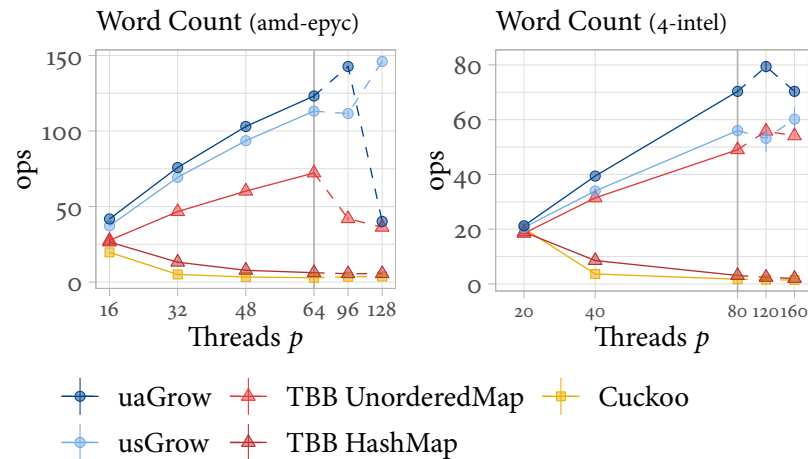 Word Count (amd-epyc)
150
100
50
0
ops
16 32 48 64 96 128
Threads p
Word Count (4-intel)
80
60
40
20
0
ops
20 40 80 120 160
Threads p
uaGrow TBB UnorderedMap Cuckoo
usGrow TBB HashMap